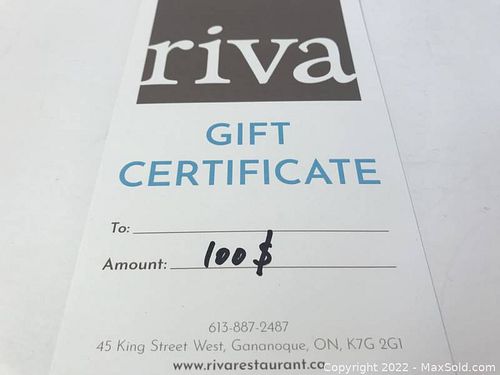 riva
GIFT
CERTIFICATE
To:
Amount: 100 $
613-887-2487
45 King Street West, Gananoque, ON, K7G 2G1
www.rivarestaurant.ca
Copyright 2022 - MaxSold.com